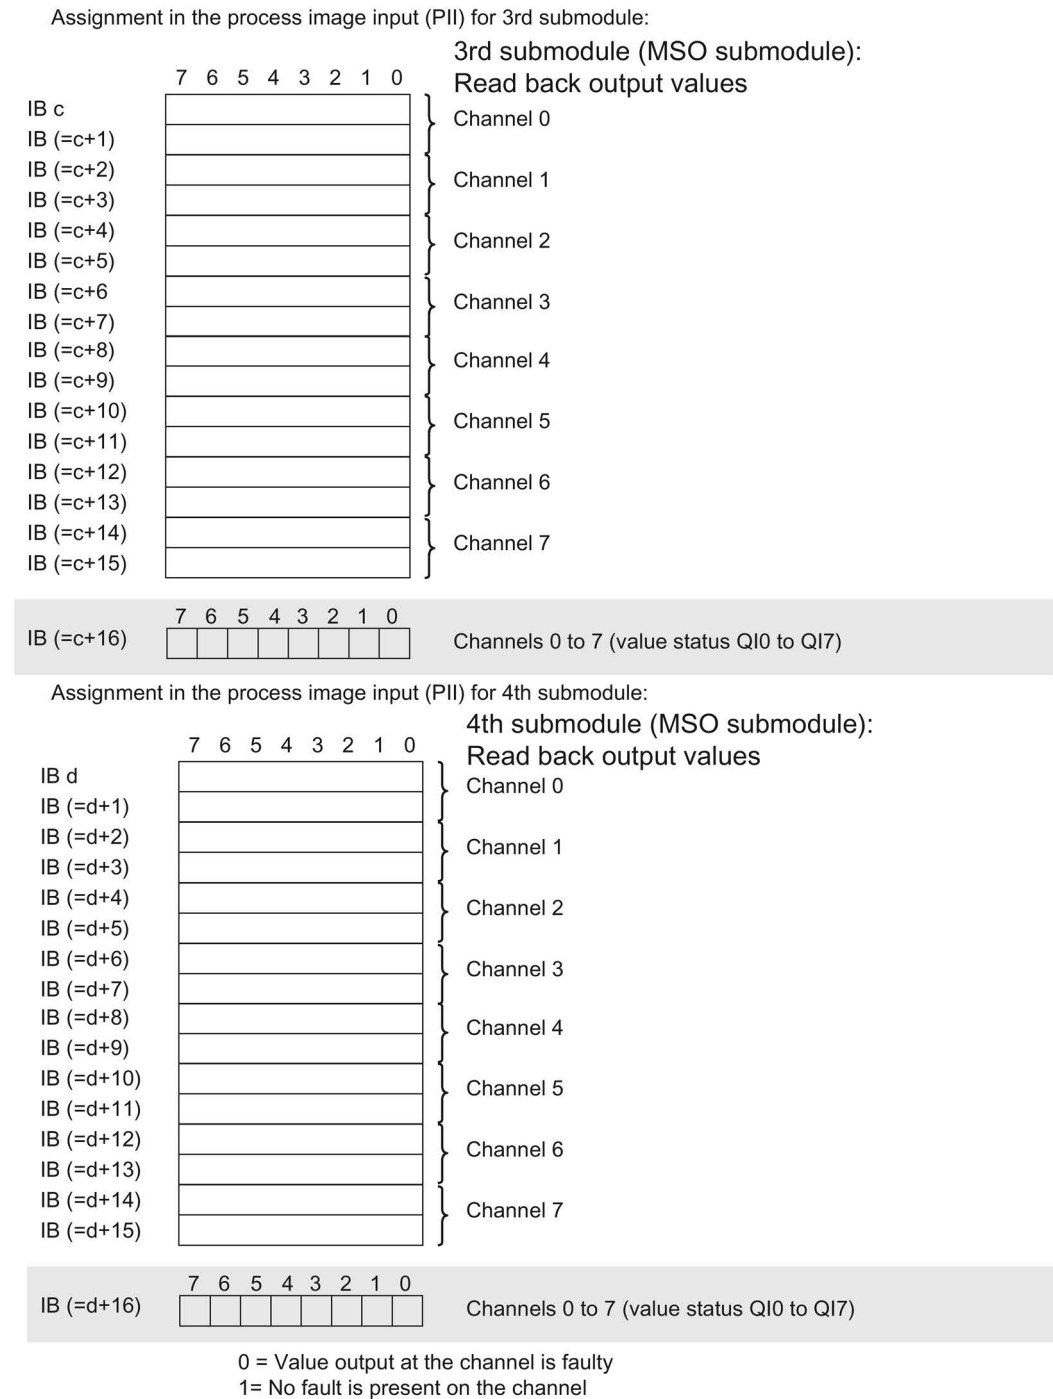 Assignment in the process image input (PII) for 3rd submodule:
3rd submodule (MSO submodule):
7 6 5 4 3 2 1 0 Read back output values
IB c
Channel 0
IB (=c+1)
IB (=c+2)
Channel 1
IB (=c+3)
IB (=c+4)
Channel 2
IB (=c+5)
IB (=c+6
Channel 3
IB (=c+7)
IB (=c+8)
Channel 4
IB (=c+9)
IB (=c+10)
Channel 5
IB (=c+11)
IB (=c+12)
Channel 6
IB (=c+13)
IB (=c+14)
Channel 7
IB (=c+15)
7 6 5 4 3 2 1 0
IB (=c+16) Channels 0 to 7 (value status QI0 to QI7)
Assignment in the process image input (PII) for 4th submodule:
4th submodule (MSO submodule):
7 6 5 4 3 2 1 0 Read back output values
IB d
Channel 0
IB (=d+1)
IB (=d+2)
Channel 1
IB (=d+3)
IB (=d+4)
Channel 2
IB (=d+5)
IB (=d+6)
Channel 3
IB (=d+7)
IB (=d+8)
Channel 4
IB (=d+9)
IB (=d+10)
Channel 5
IB (=d+11)
IB (=d+12)
Channel 6
IB (=d+13)
IB (=d+14)
Channel 7
IB (=d+15)
7 6 5 4 3 2 1 0
IB (=d+16) Channels 0 to 7 (value status QI0 to QI7)
0 = Value output at the channel is faulty
1= No fault is present on the channel